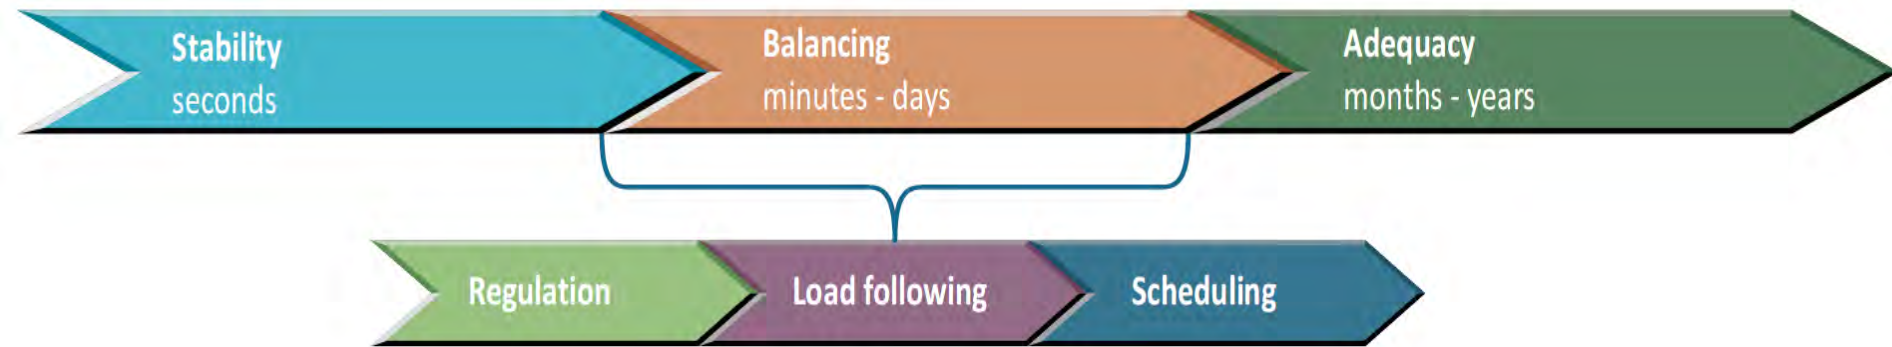 Stability
seconds
Balancing
minutes - days
Adequacy
months - years
Regulation
Load following
Scheduling